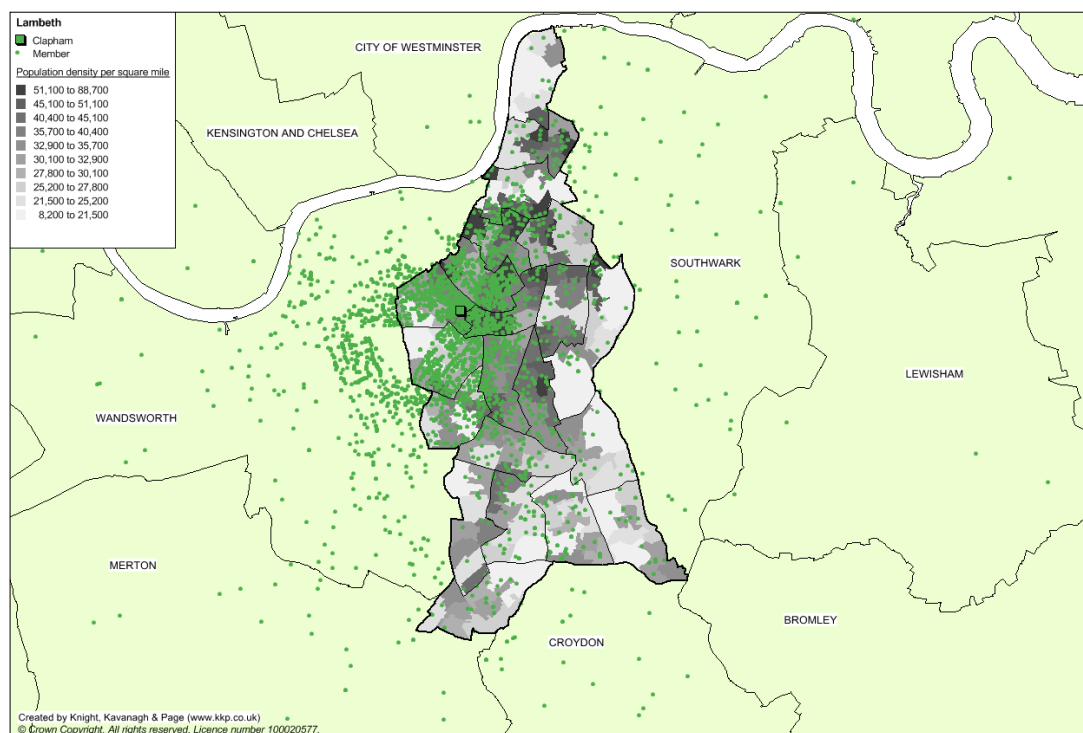 Lambeth
Clapham
Member
Population density per square mile
51,100 to 88,700
45,100 to 51,100
40,400 to 45,100
35,700 to 40,400
32,900 to 35,700
30,100 to 32,900
27,800 to 30,100
25,200 to 27,800
21,500 to 25,200
8,200 to 21,500
CITY OF WESTMINSTER
KENSINGTON AND CHELSEA
SOUTHWARK
LEWISHAM
WANDSWORTH
MERTON
BROMLEY
CROYDON
Created by Knight, Kavanagh & Page (www.kkp.co.uk)
© Crown Copyright. All rights reserved. Licence number 100020577.